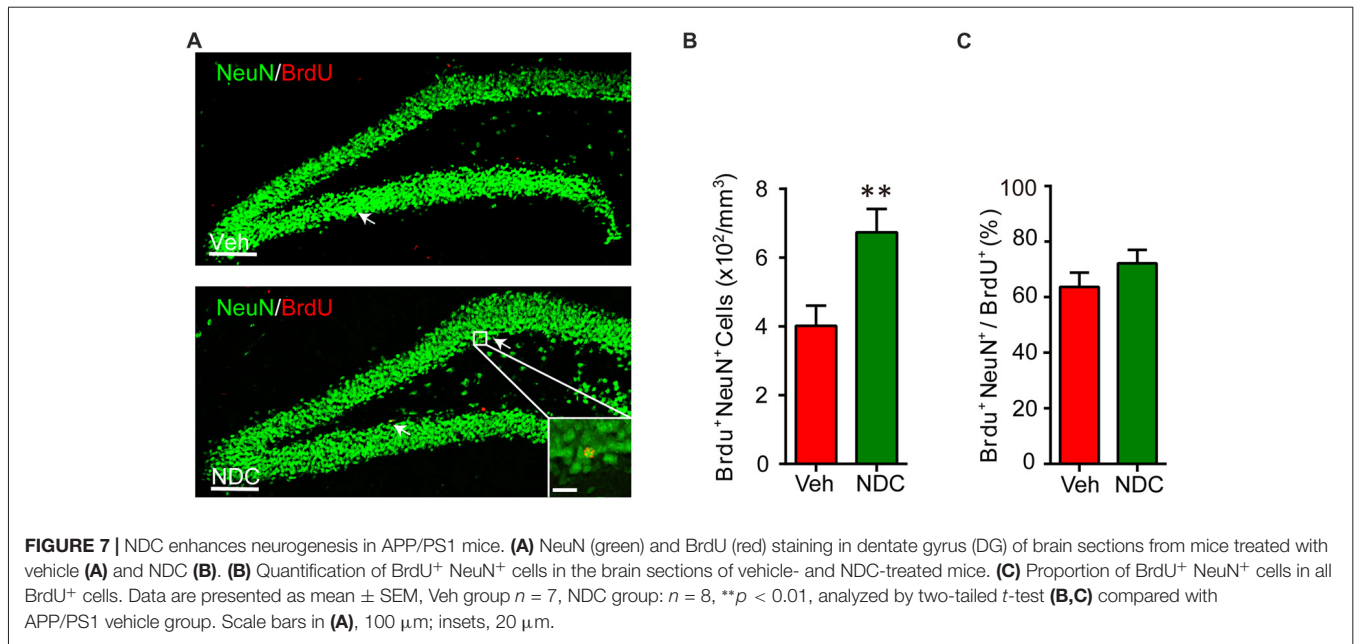 A
B
C
NeuN/BrdU
Veh
NeuN/BrdU
NDC
Brdu⁺ NeuN⁺ Cells (x10²/mm³)
8
6
4
2
0
**
Veh NDC
Brdu⁺ NeuN⁺ / BrdU⁺ (%)
100
80
60
40
20
0
Veh NDC
FIGURE 7 | NDC enhances neurogenesis in APP/PS1 mice. (A) NeuN (green) and BrdU (red) staining in dentate gyrus (DG) of brain sections from mice treated with
vehicle (A) and NDC (B). (B) Quantification of BrdU⁺ NeuN⁺ cells in the brain sections of vehicle- and NDC-treated mice. (C) Proportion of BrdU⁺ NeuN⁺ cells in all
BrdU⁺ cells. Data are presented as mean ± SEM, Veh group n = 7, NDC group: n = 8, **p < 0.01, analyzed by two-tailed t-test (B,C) compared with
APP/PS1 vehicle group. Scale bars in (A), 100 μm; insets, 20 μm.